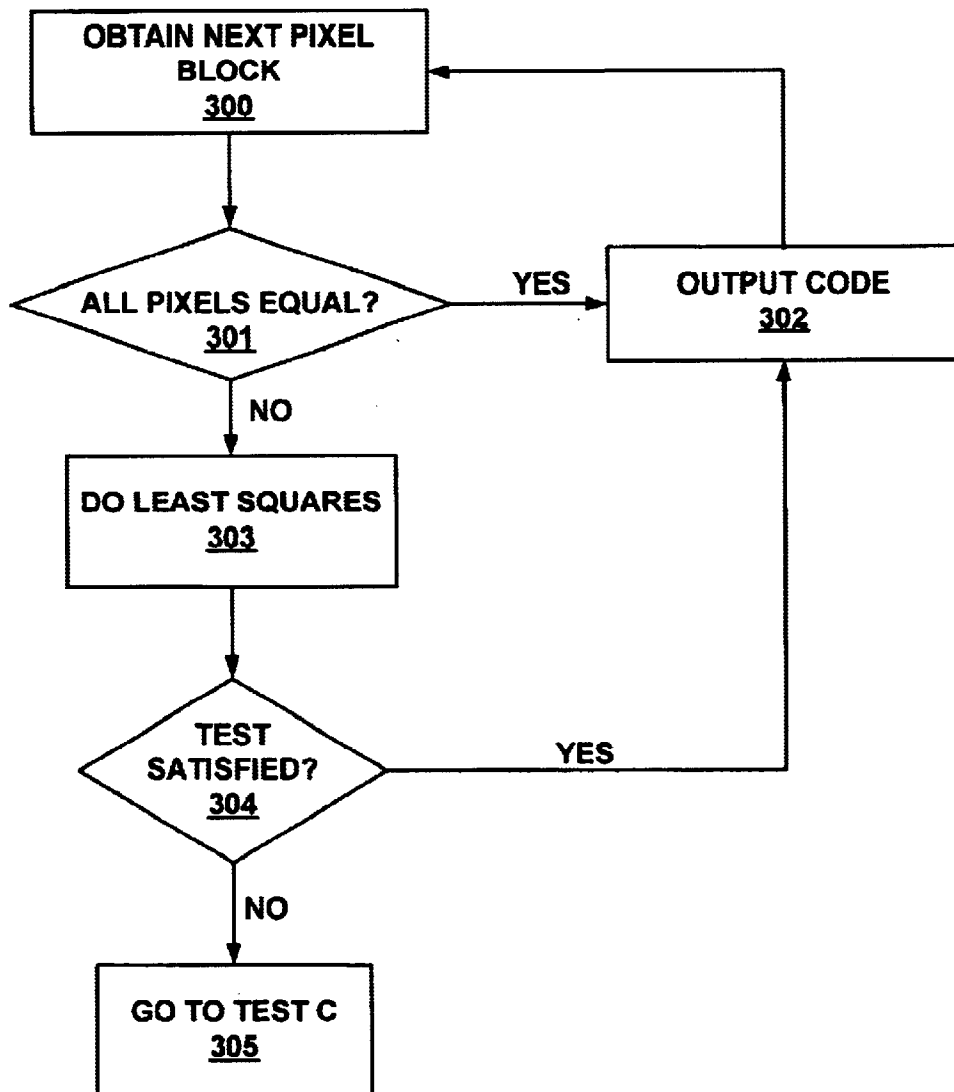 OBTAIN NEXT PIXEL
BLOCK
300
ALL PIXELS EQUAL?
301
YES
OUTPUT CODE
302
NO
DO LEAST SQUARES
303
TEST
SATISFIED?
304
YES
NO
GO TO TEST C
305